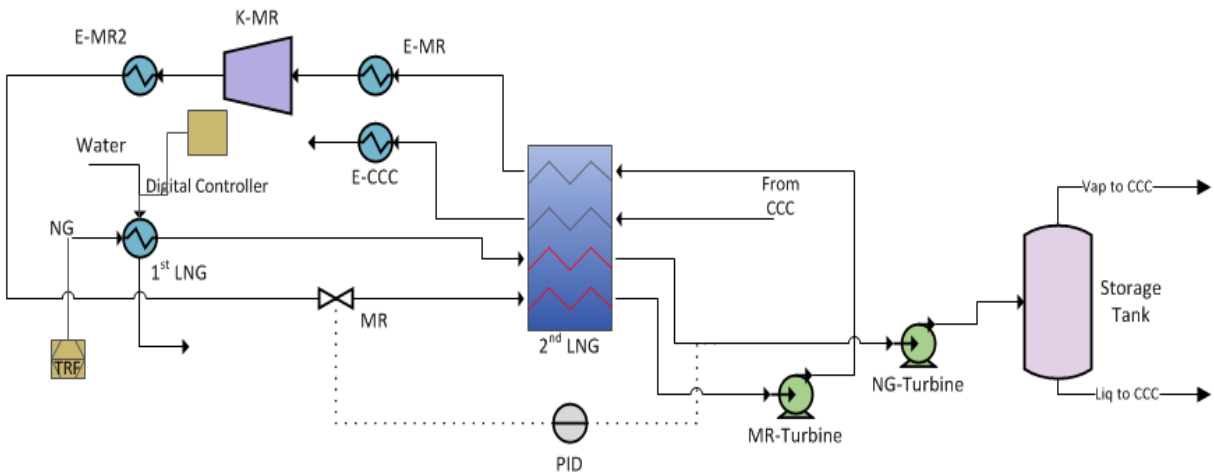 K-MR
E-MR2
E-MR
Water
E-CCC
Digital Controller
From
CCC
Vap to CCC
NG
1st LNG
Storage
Tank
MR
2nd LNG
TRF
NG-Turbine
Liq to CCC
MR-Turbine
PID